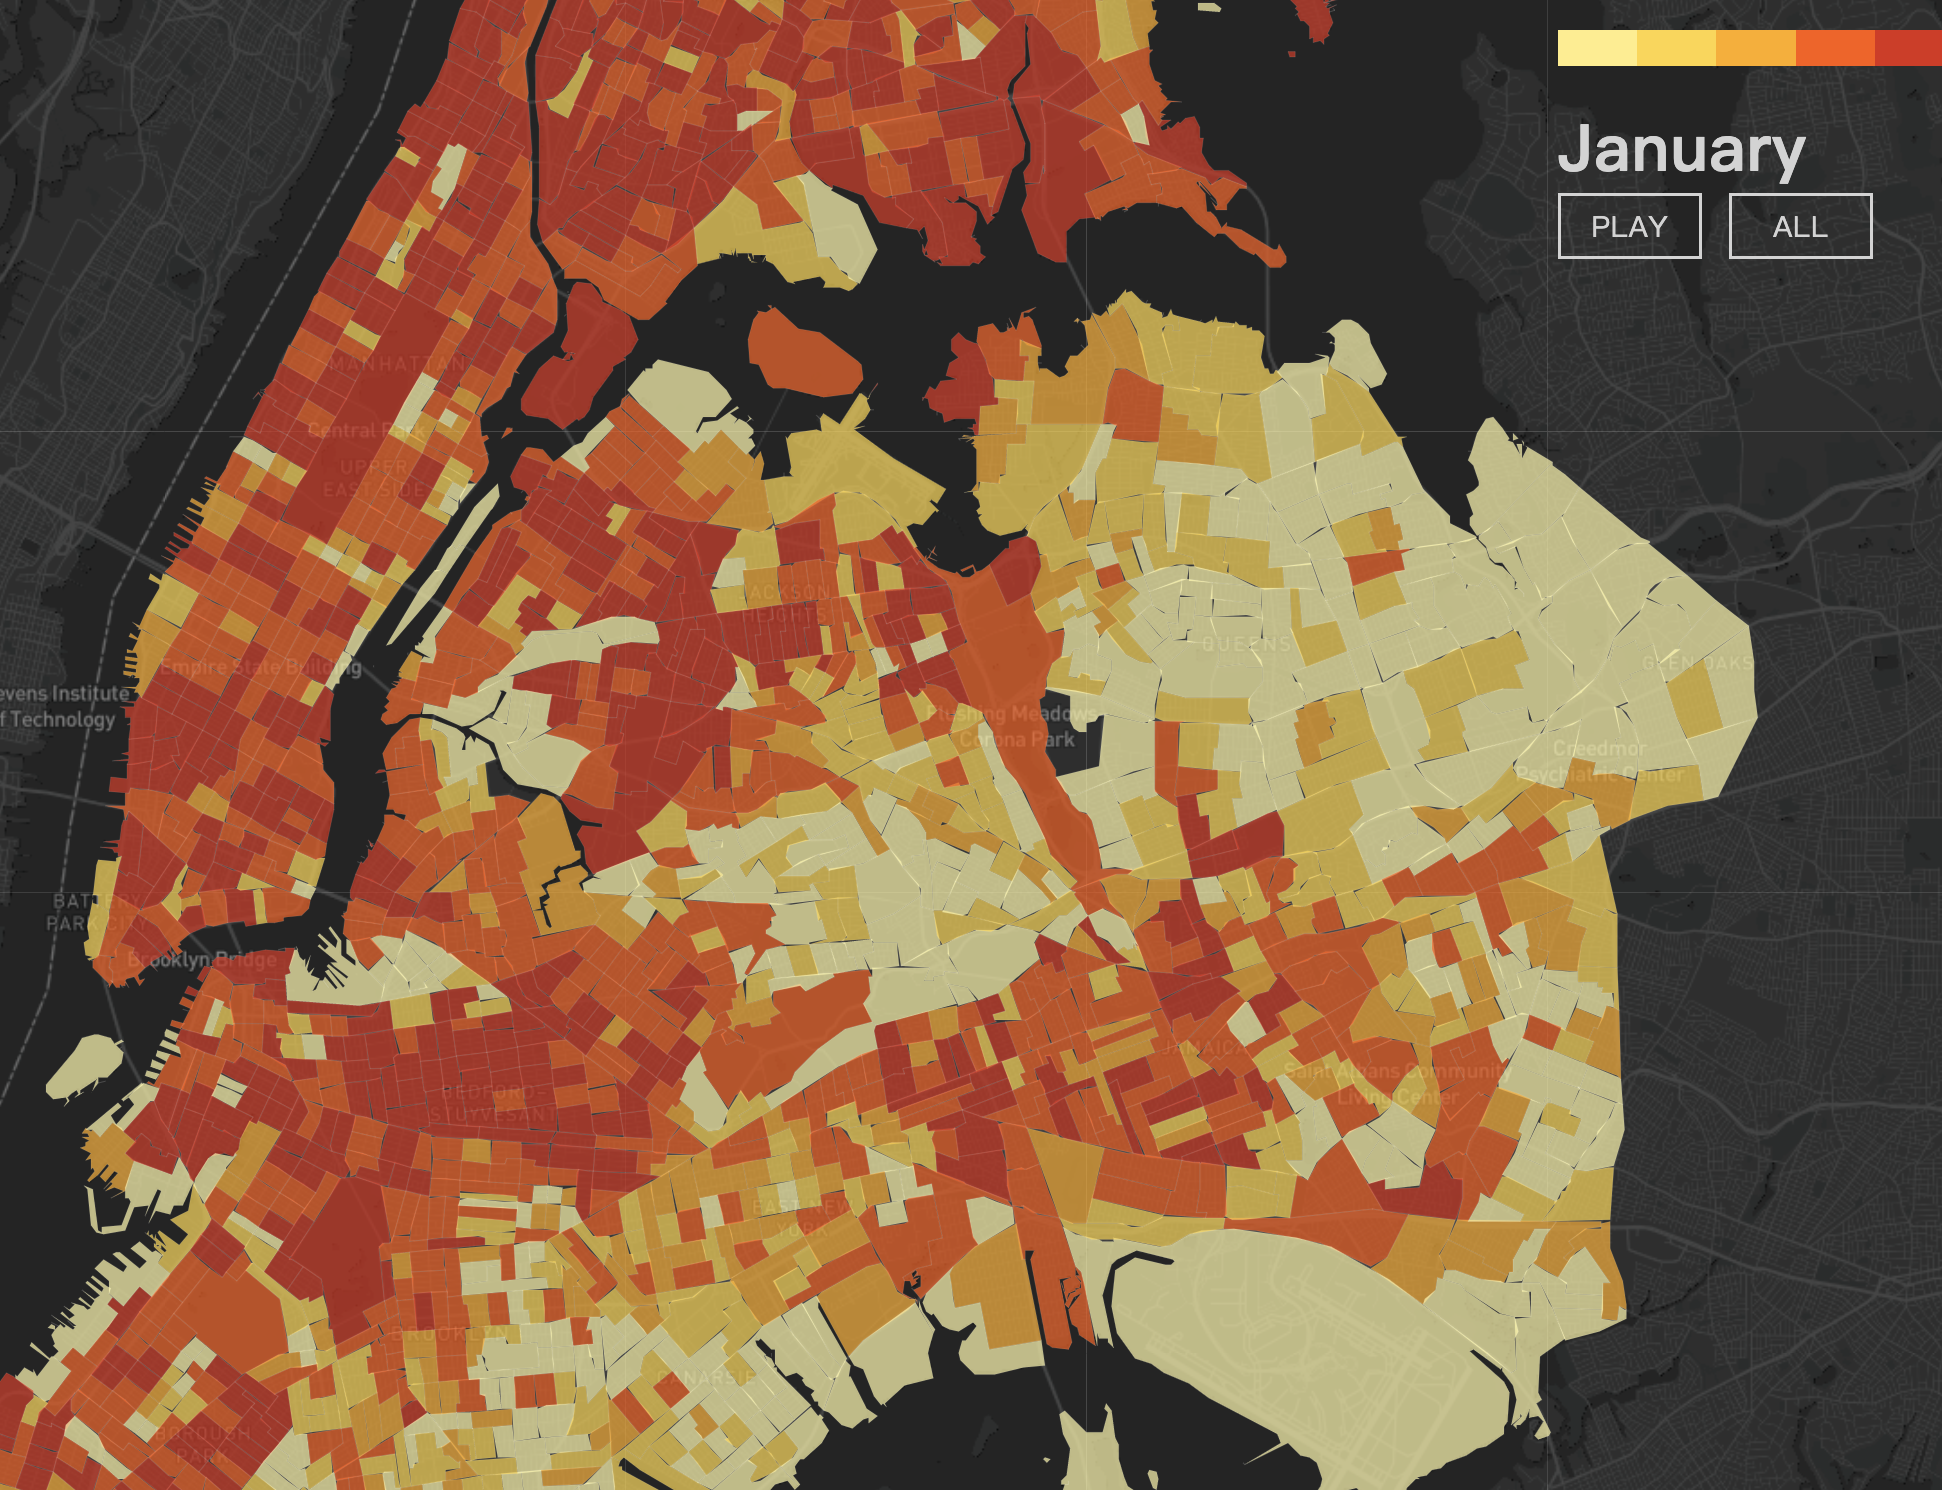 January
PLAY
ALL
MANHATTAN
Central Park
UPPER
EAST SIDE
JACKSON
HEIGHTS
QUEENS
Empire State Building
GLEN OAKS
evens Institute
f Technology
Flushing Meadows
Corona Park
Creedmor
Psychiatric Center
BATTERY
PARK CITY
Brooklyn Bridge
JAMAICA
Saint Albans Community
Living Center
BEDFORD-
STUYVESANT
EAST NEW
YORK
BROOKLYN
CANARSIE
BOROUGH
PARK